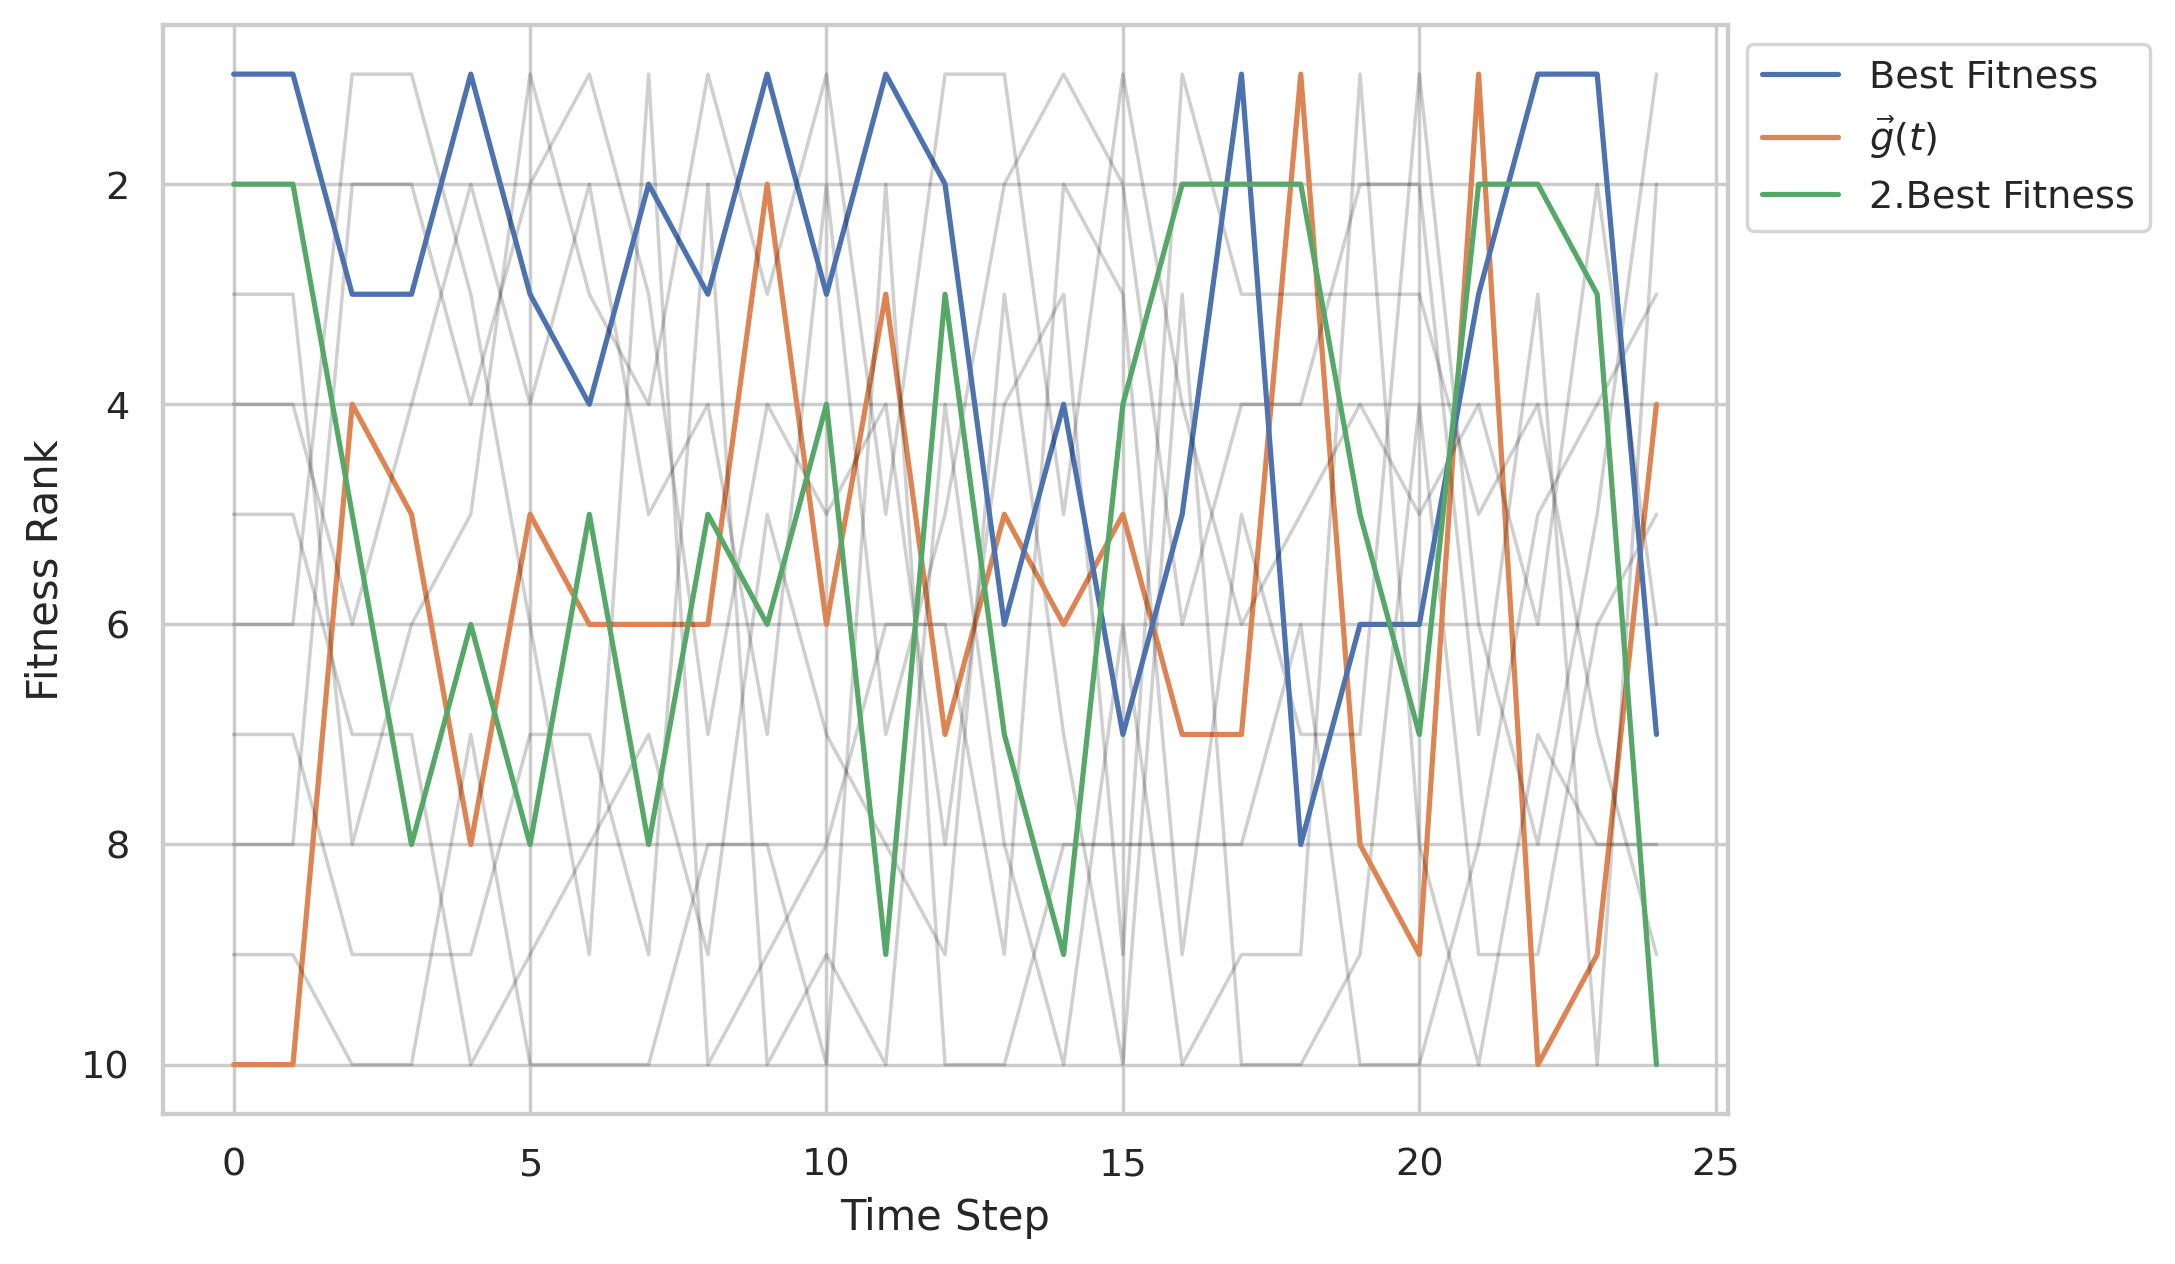 Best Fitness
g⃗(t)
2.Best Fitness
Fitness Rank
2
4
6
8
10
0 5 10 15 20 25
Time Step